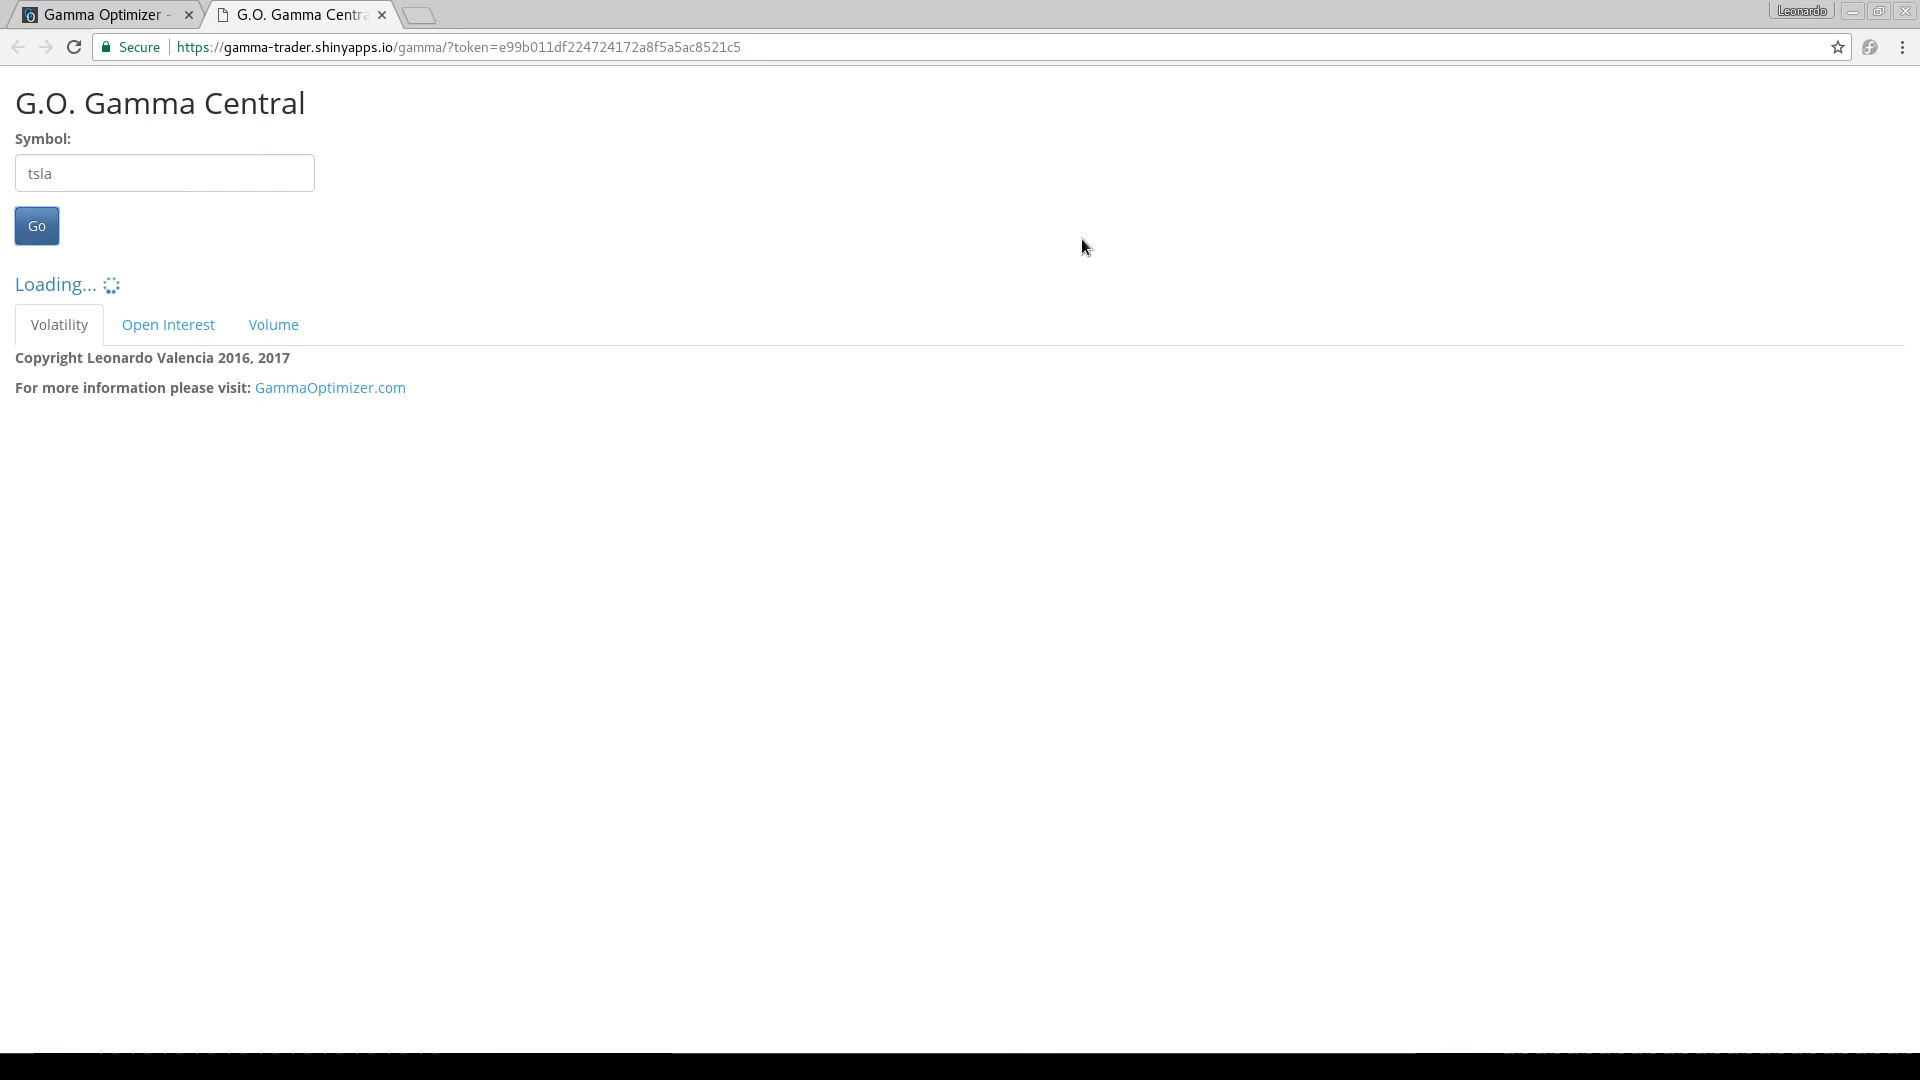 Gamma Optimizer -
G.O. Gamma Centra
Leonardo
Secure
https://gamma-trader.shinyapps.io/gamma/?token=e99b011df224724172a8f5a5ac8521c5
G.O. Gamma Central
Symbol:
tsla
Go
Loading...
Volatility Open Interest Volume
Copyright Leonardo Valencia 2016, 2017
For more information please visit: GammaOptimizer.com